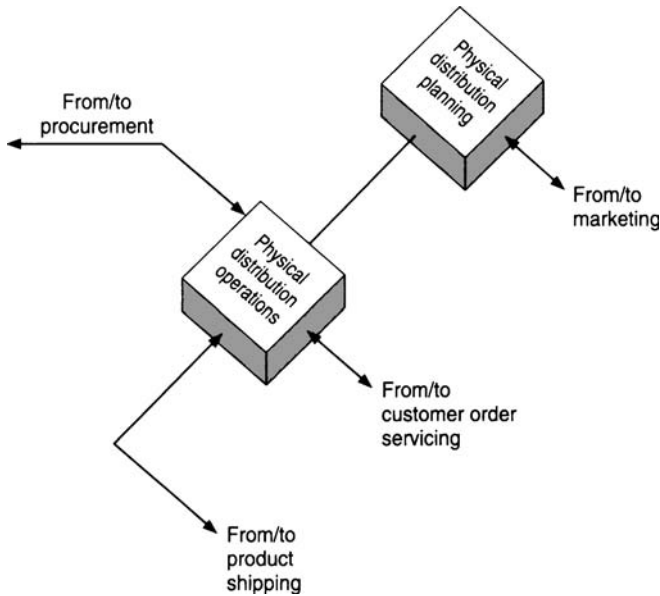 Physical
distribution
planning
From/to
procurement
From/to
marketing
Physical
distribution
operations
From/to
customer order
servicing
From/to
product
shipping